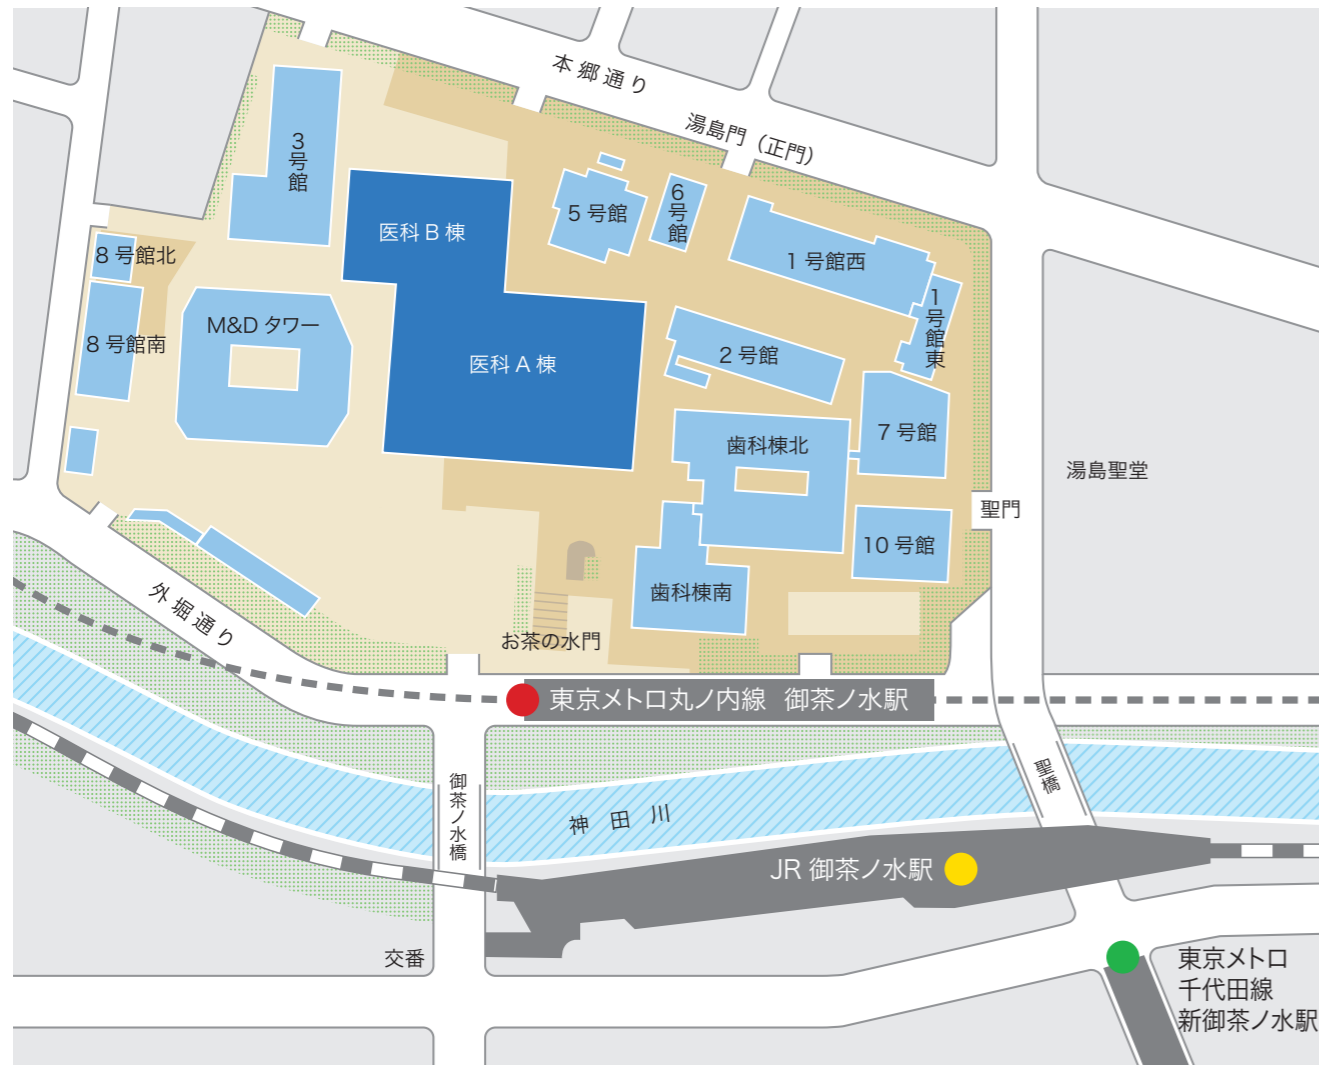 本郷通り
湯島門（正門）
3号館
医科B棟
5号館
6号館
1号館西
8号館北
1号館東
M&Dタワー
8号館南
2号館
医科A棟
7号館
歯科棟北
湯島聖堂
聖門
10号館
歯科棟南
外堀通り
お茶の水門
東京メトロ丸ノ内線 御茶ノ水駅
御茶ノ水橋
聖橋
神田川
JR 御茶ノ水駅
交番
東京メトロ
千代田線
新御茶ノ水駅